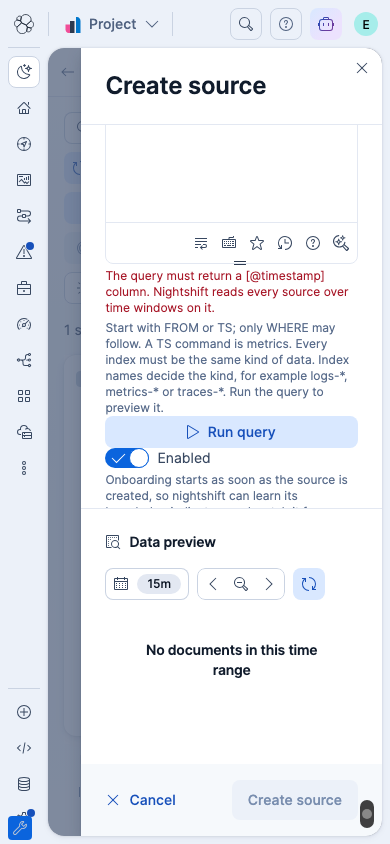 Project
E
Create source
The query must return a [@timestamp]
column. Nightshift reads every source over
time windows on it.
Start with FROM or TS; only WHERE may
follow. A TS command is metrics. Every
index must be the same kind of data. Index
names decide the kind, for example logs-*,
metrics-* or traces-*. Run the query to
preview it.
Run query
Enabled
Onboarding starts as soon as the source is
created, so nightshift can learn its
1 s
Data preview
15m
No documents in this time
range
Cancel
Create source